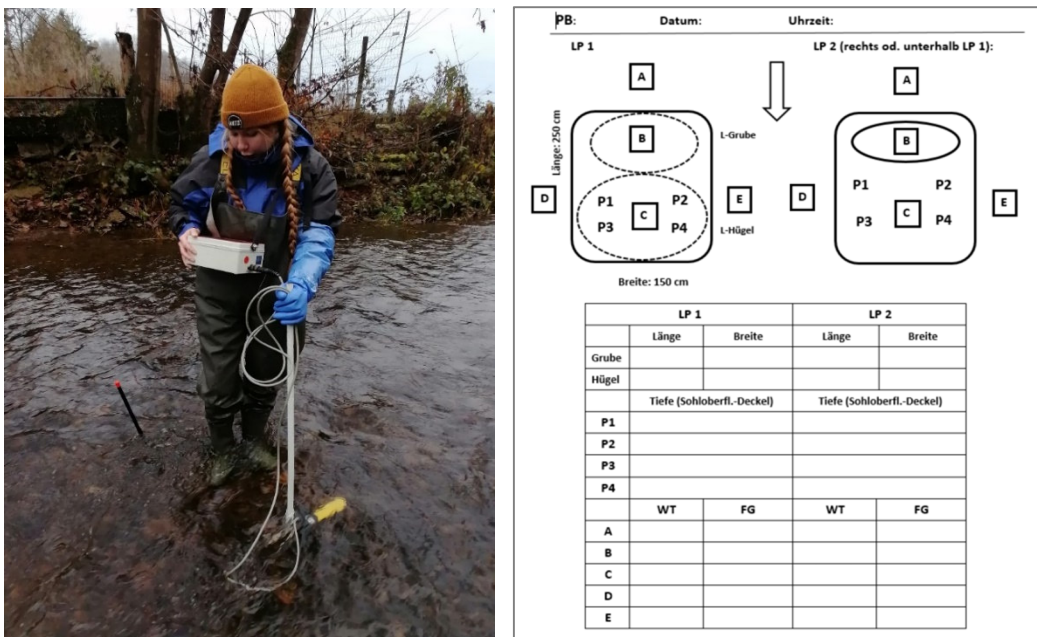 PB: Datum: Uhrzeit:
LP 1 LP 2 (rechts od. unterhalb LP 1):
A A
Länge: 250 cm
B L-Grube B
P1 P2 P1 P2
D C E D C E
P3 P4 P3 P4
L-Hügel
Breite: 150 cm
LP 1 LP 2
Länge Breite Länge Breite
Grube
Hügel
Tiefe (Sohloberfl.-Deckel) Tiefe (Sohloberfl.-Deckel)
P1
P2
P3
P4
WT FG WT FG
A
B
C
D
E